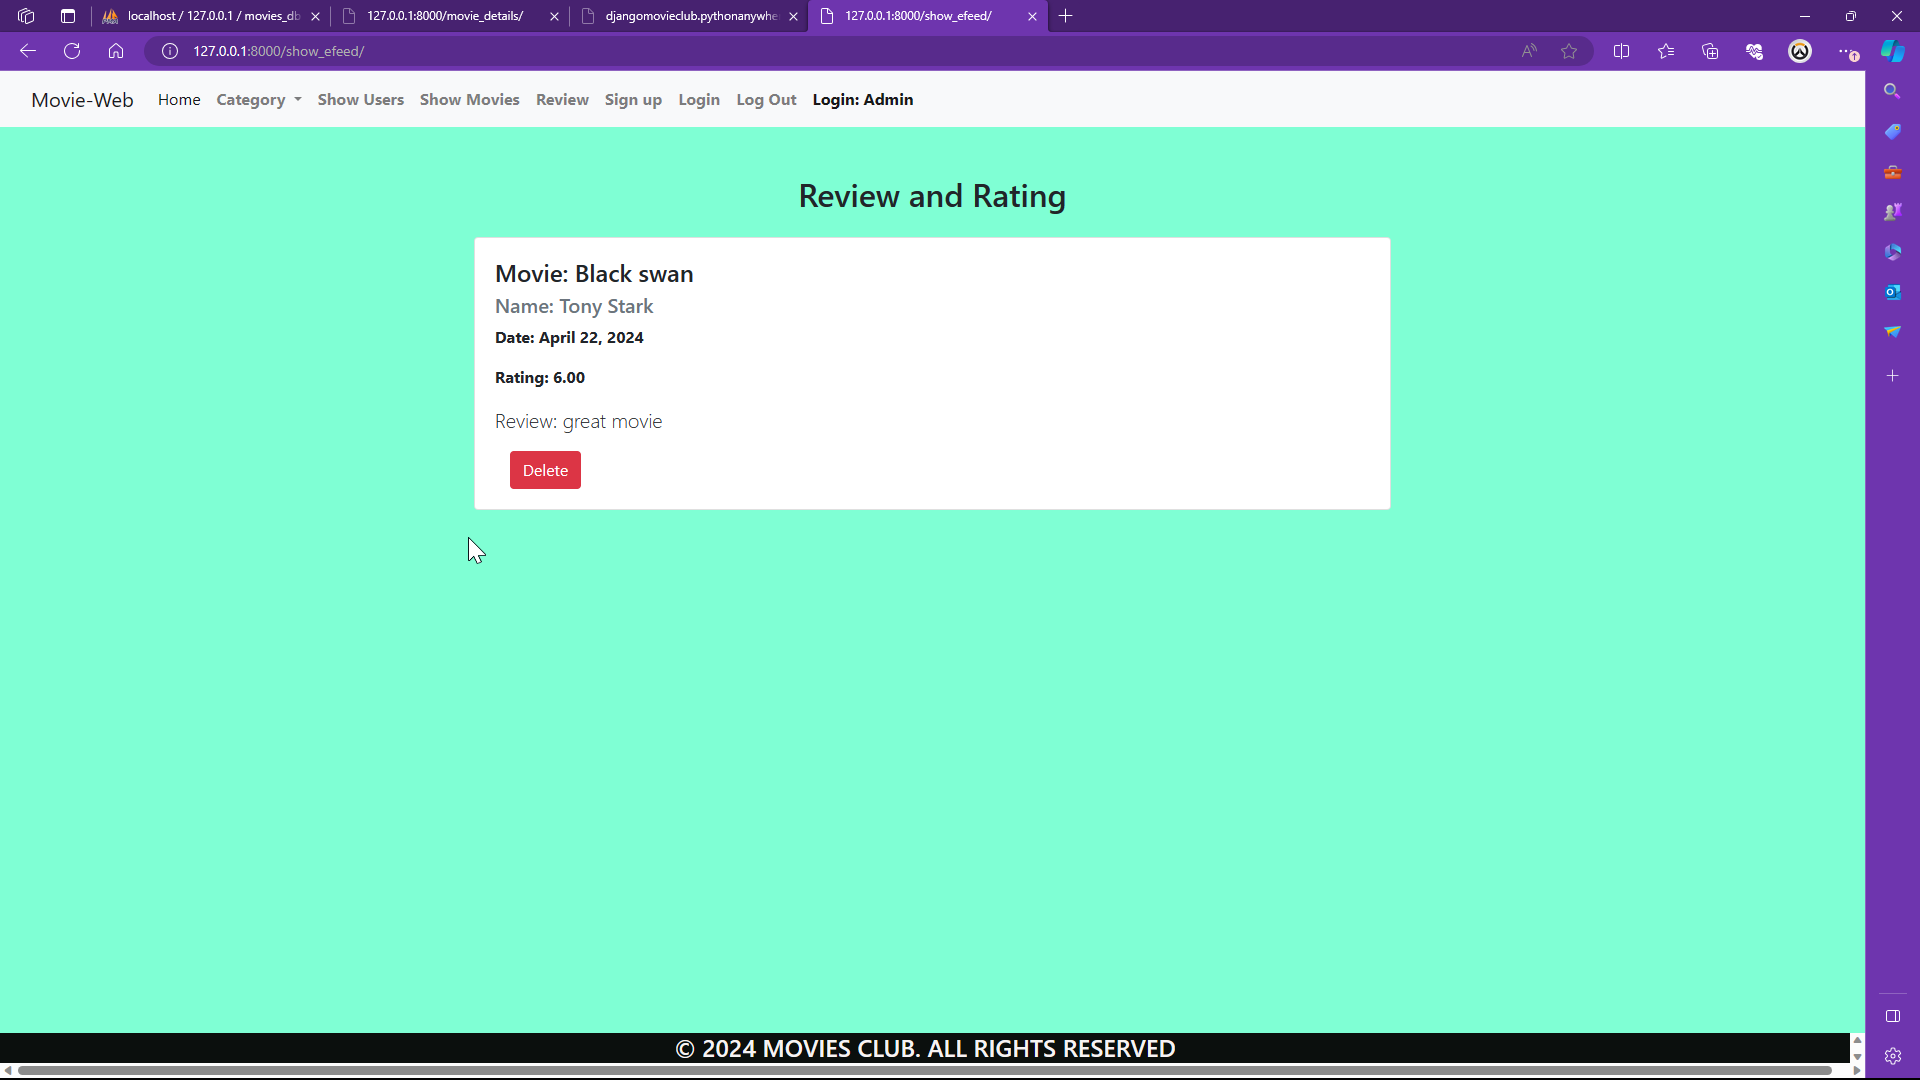 localhost / 127.0.0.1 / movies_db
127.0.0.1:8000/movie_details/
djangomovieclub.pythonanywhe
127.0.0.1:8000/show_efeed/
127.0.0.1:8000/show_efeed/
Movie-Web Home Category Show Users Show Movies Review Sign up Login Log Out Login: Admin
Review and Rating
Movie: Black swan
Name: Tony Stark
Date: April 22, 2024
Rating: 6.00
Review: great movie
Delete
© 2024 MOVIES CLUB. ALL RIGHTS RESERVED